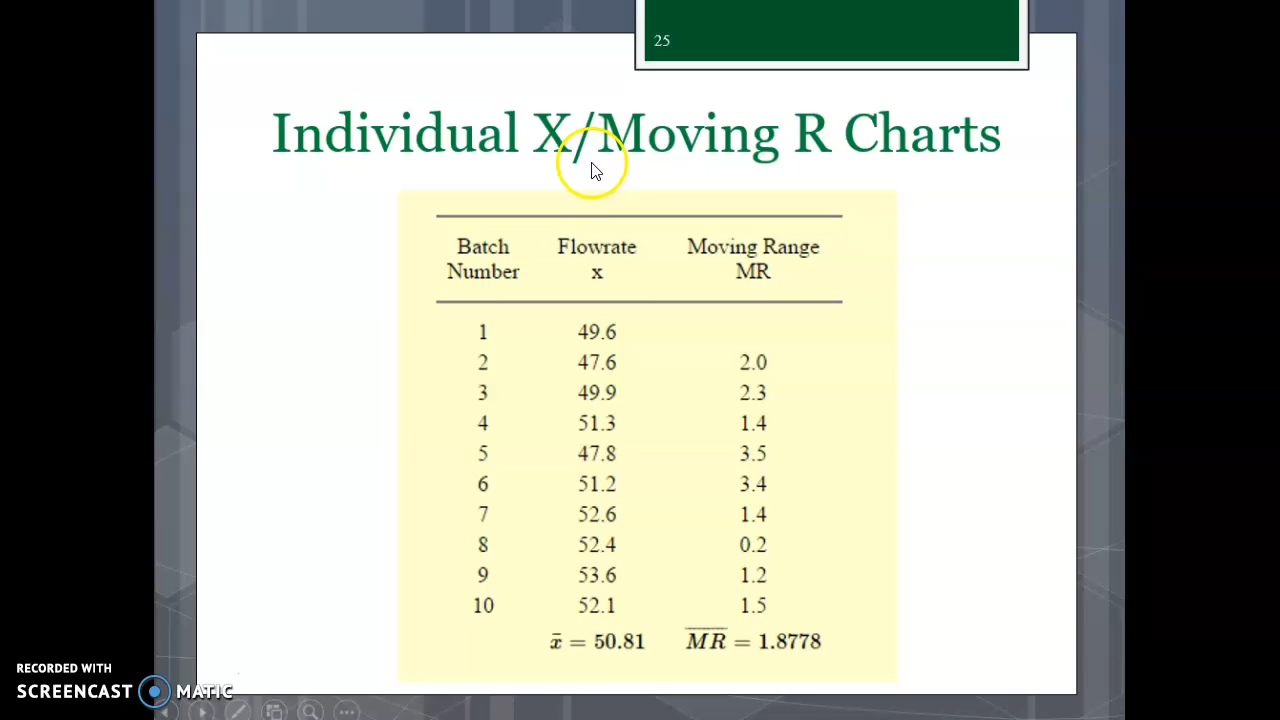 25
Individual X/Moving R Charts
Batch Number Flowrate x Moving Range MR
1 49.6
2 47.6 2.0
3 49.9 2.3
4 51.3 1.4
5 47.8 3.5
6 51.2 3.4
7 52.6 1.4
8 52.4 0.2
9 53.6 1.2
10 52.1 1.5
x̄ = 50.81 M̅R̅ = 1.8778
RECORDED WITH
SCREENCAST MATIC